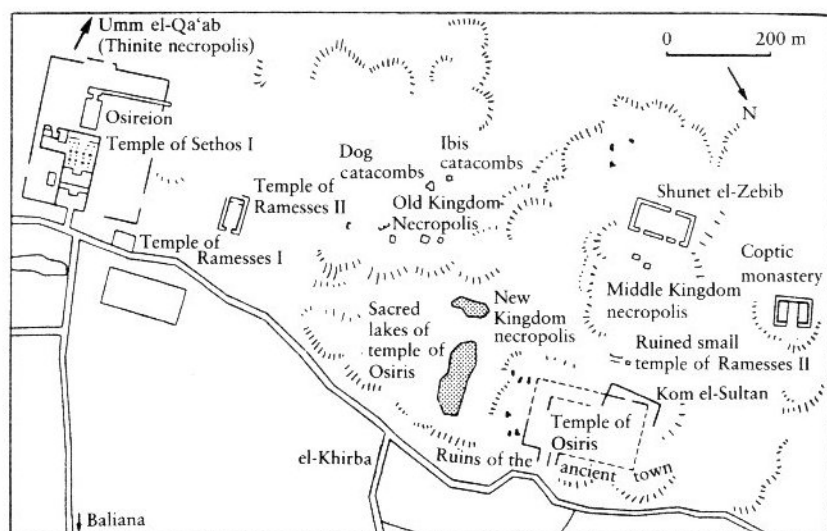 Umm el-Qa‘ab
(Thinite necropolis)
0 200 m
N
Osireion
Temple of Sethos I
Dog
catacombs
Ibis
catacombs
Temple of
Ramesses II
Old Kingdom
Necropolis
Shunet el-Zebib
Temple of
Ramesses I
Coptic
monastery
Middle Kingdom
necropolis
New
Kingdom
necropolis
Sacred
lakes of
temple of
Osiris
Ruined small
temple of Ramesses II
Kom el-Sultan
Temple of
Osiris
el-Khirba
Ruins of the ancient town
Baliana